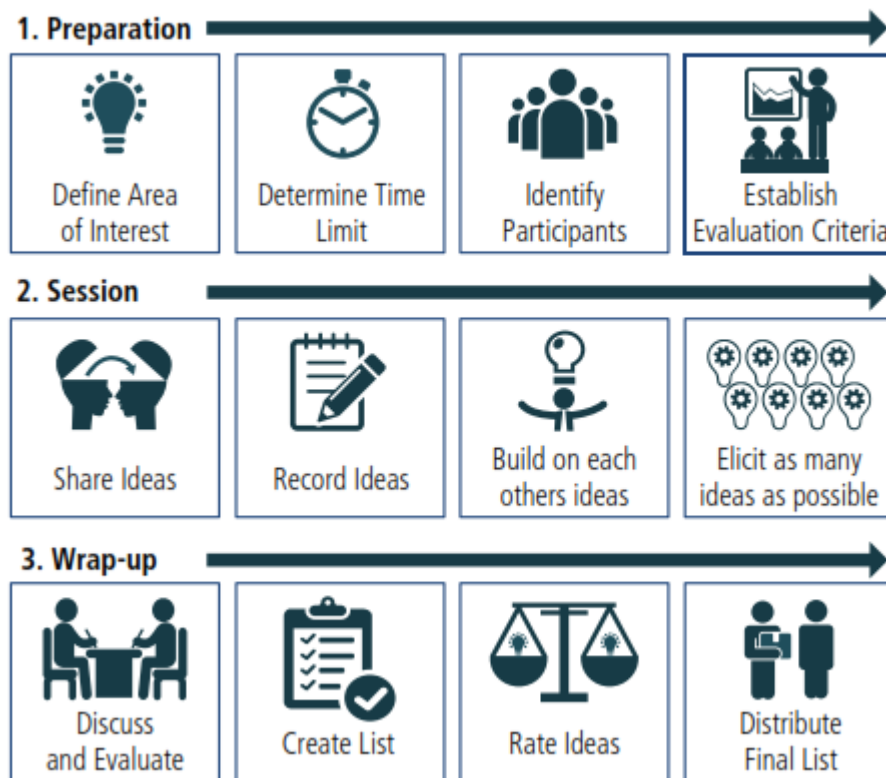 1. Preparation
Define Area
of Interest
Determine Time
Limit
Identify
Participants
Establish
Evaluation Criteria
2. Session
Share Ideas
Record Ideas
Build on each
others ideas
Elicit as many
ideas as possible
3. Wrap-up
Discuss
and Evaluate
Create List
Rate Ideas
Distribute
Final List